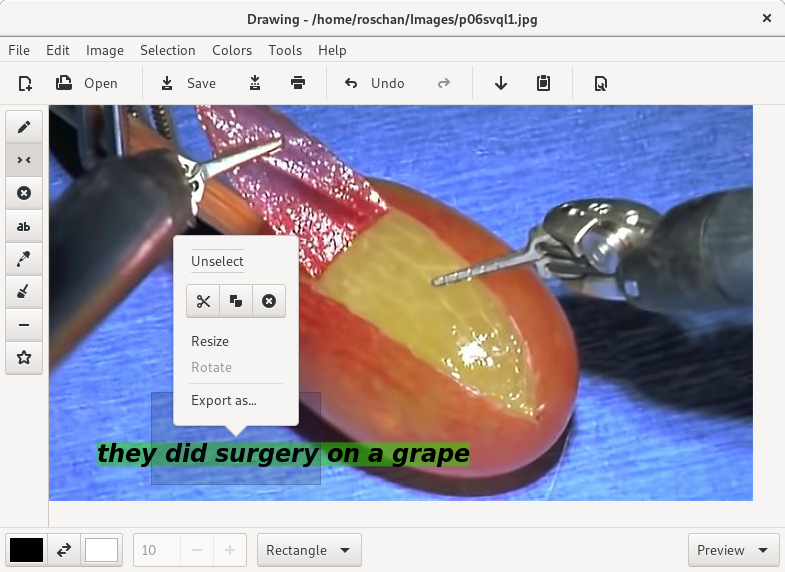 Drawing - /home/roschan/Images/p06svql1.jpg
File Edit Image Selection Colors Tools Help
Open Save Undo
ab
Unselect
Resize
Rotate
Export as...
they did surgery on a grape
10 Rectangle Preview